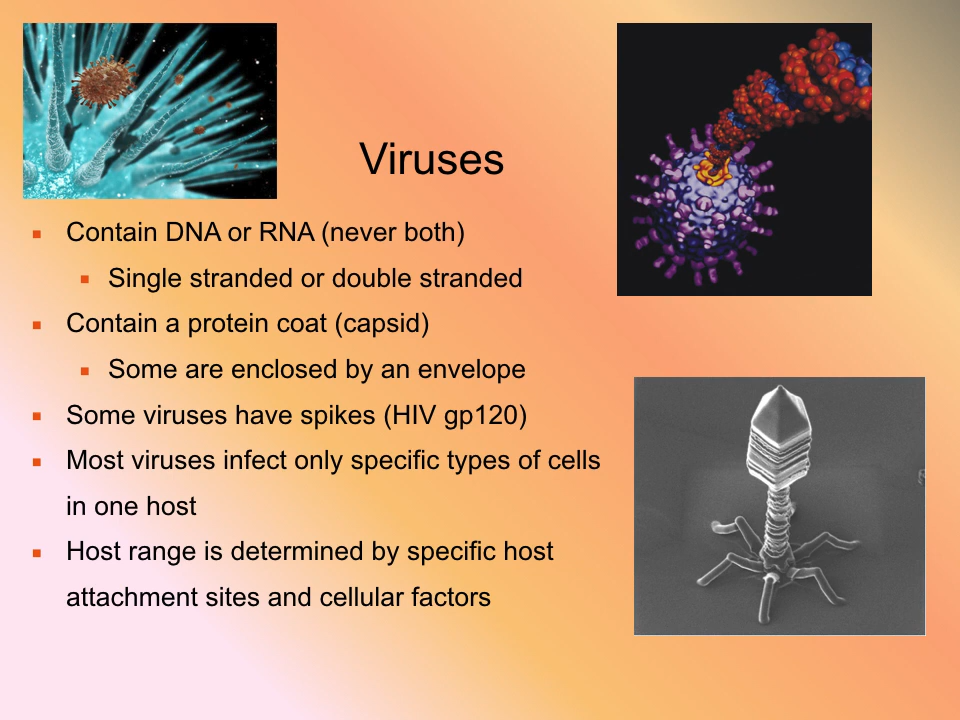 Viruses
Contain DNA or RNA (never both)
Single stranded or double stranded
Contain a protein coat (capsid)
Some are enclosed by an envelope
Some viruses have spikes (HIV gp120)
Most viruses infect only specific types of cells
in one host
Host range is determined by specific host
attachment sites and cellular factors